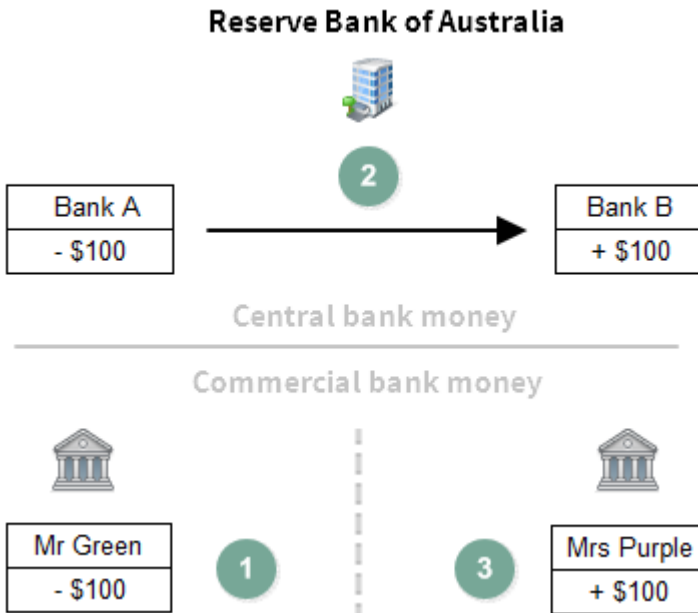 Reserve Bank of Australia
2
Bank A
- $100
Bank B
+ $100
Central bank money
Commercial bank money
Mr Green
- $100
1
3
Mrs Purple
+ $100